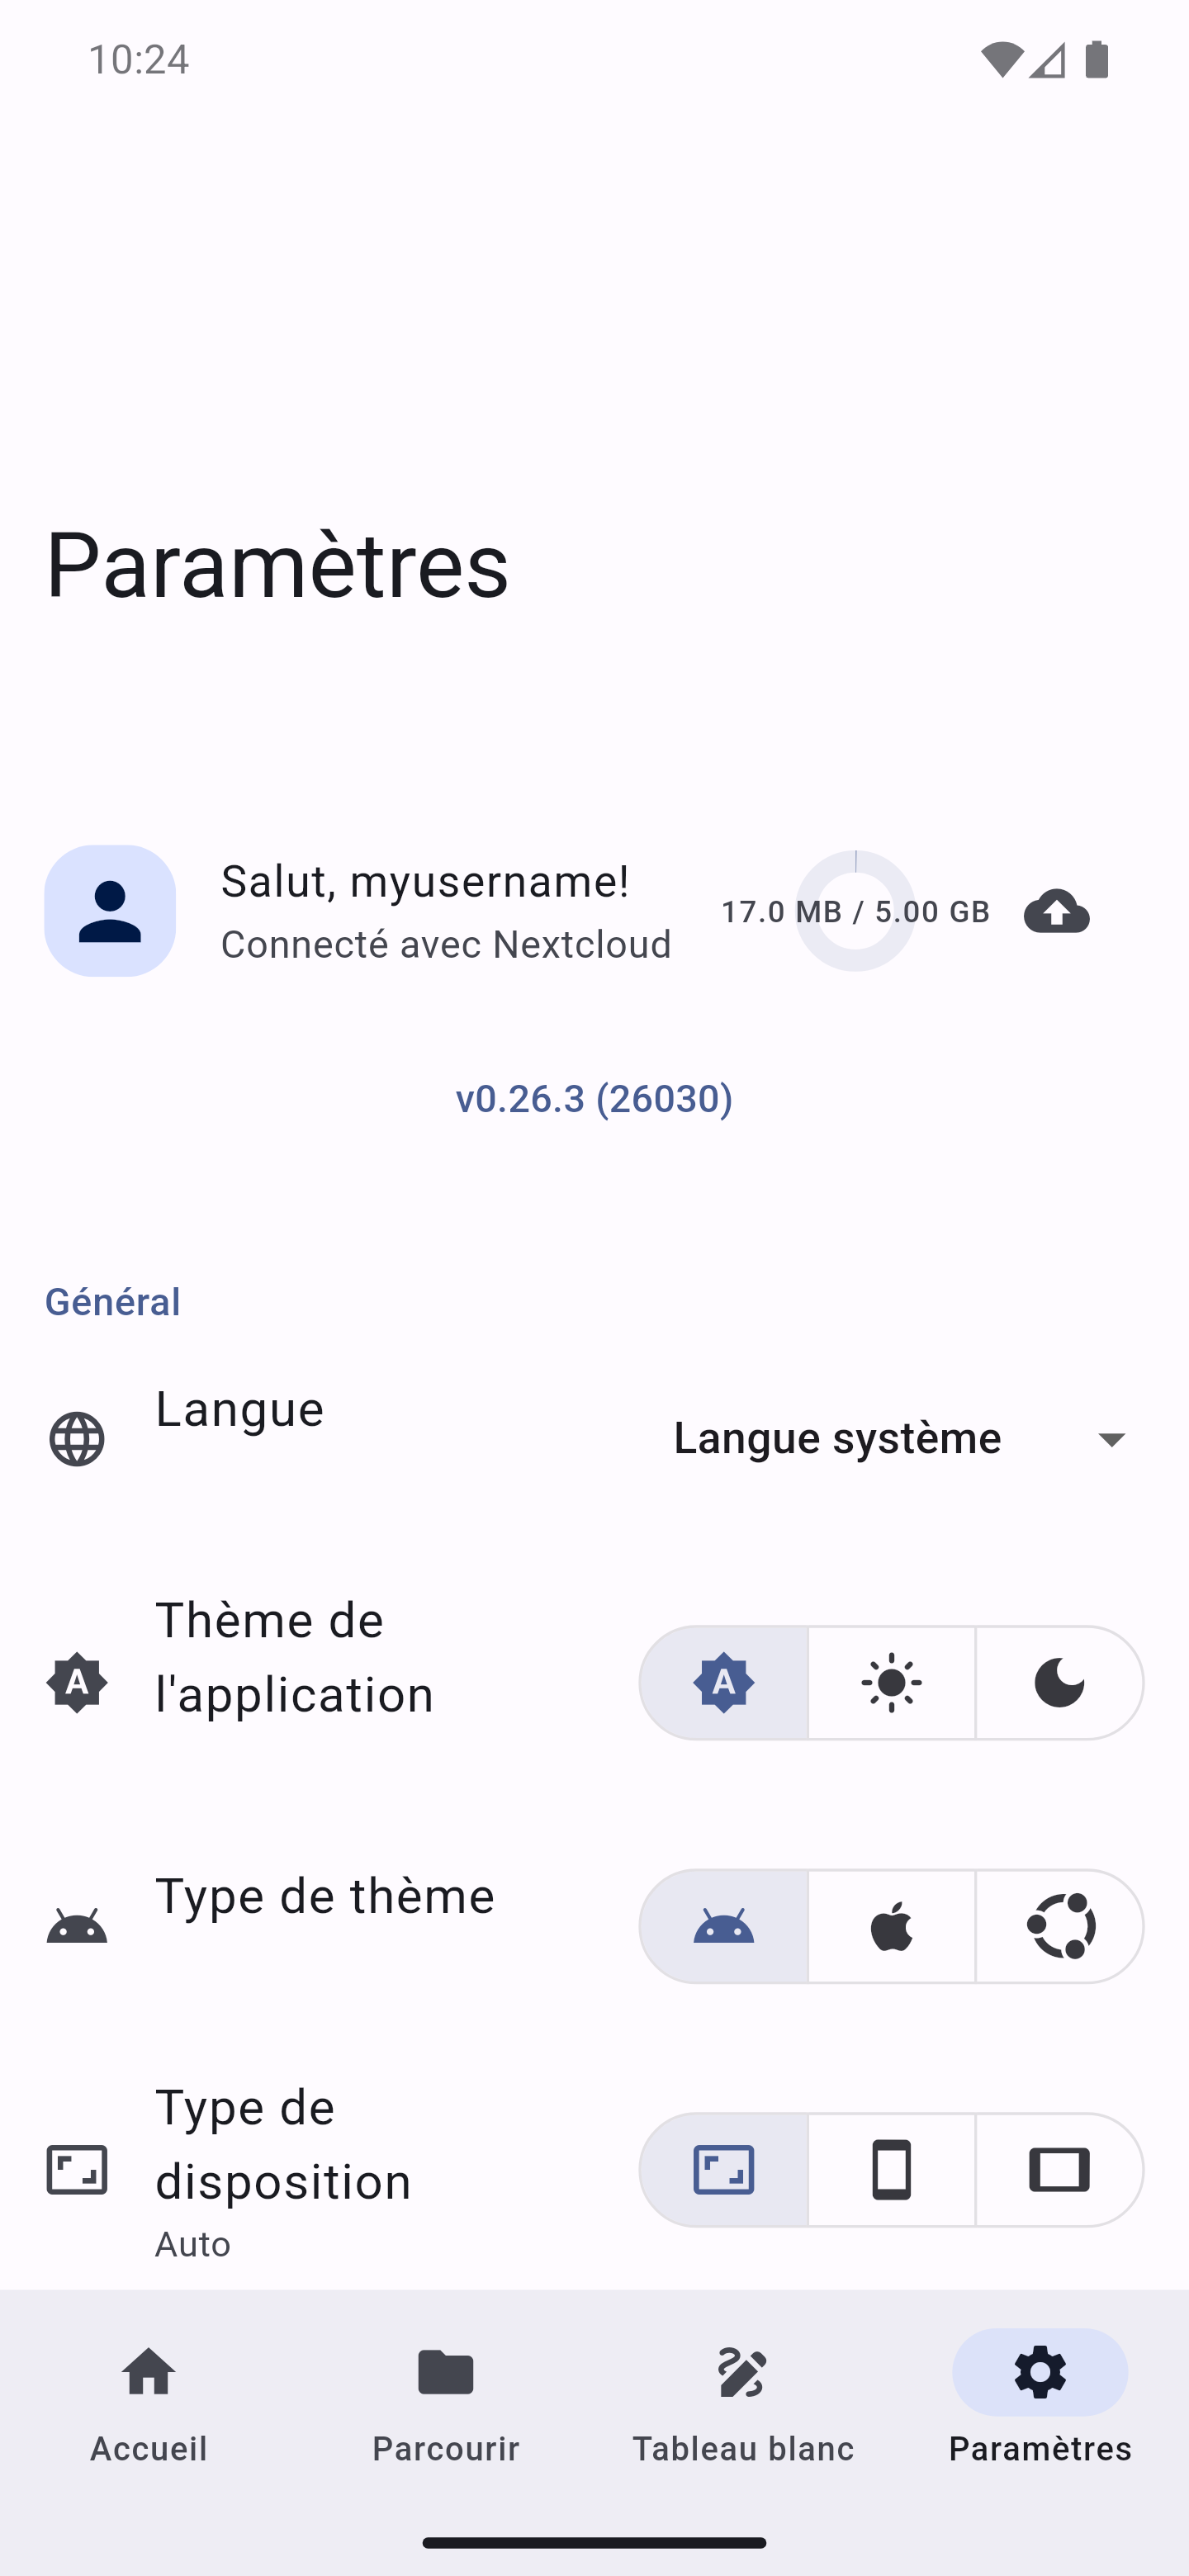 10:24
Paramètres
Salut, myusername!
Connecté avec Nextcloud
17.0 MB / 5.00 GB
v0.26.3 (26030)
Général
Langue
Langue système
Thème de
l'application
A
A
Type de thème
Type de
disposition
Auto
Accueil
Parcourir
Tableau blanc
Paramètres